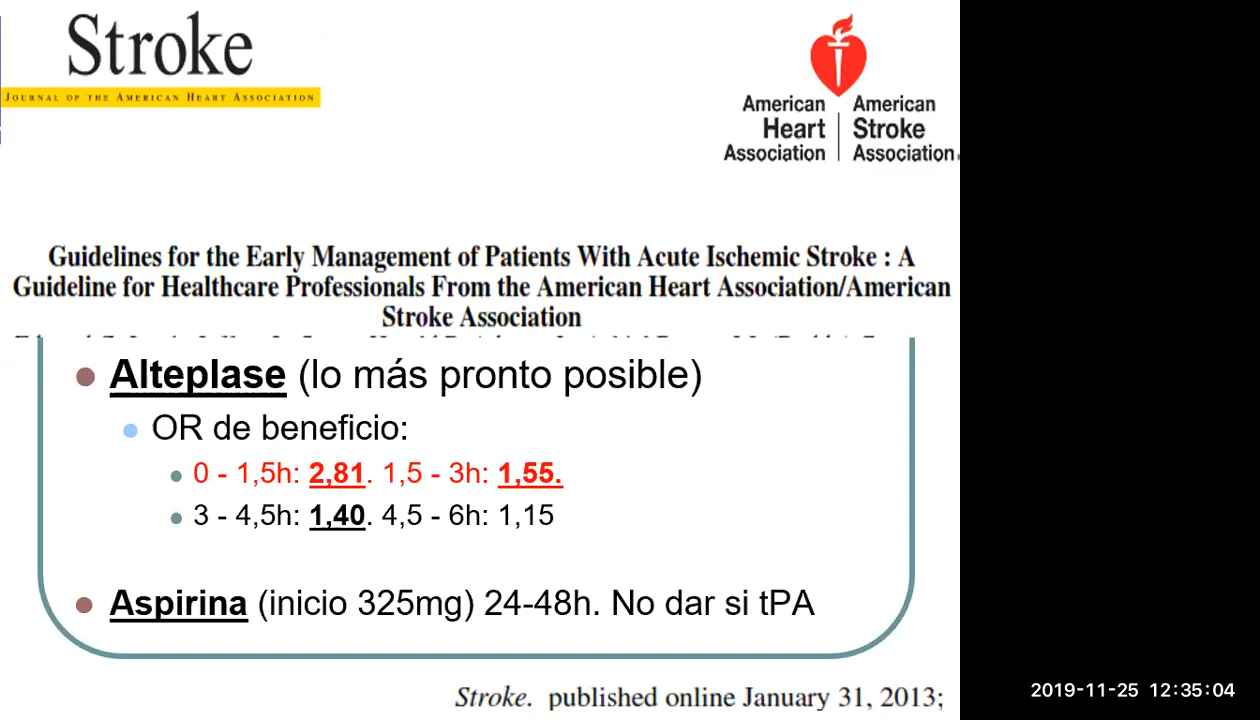 Stroke
JOURNAL OF THE AMERICAN HEART ASSOCIATION
American Heart Association
American Stroke Association
Guidelines for the Early Management of Patients With Acute Ischemic Stroke : A
Guideline for Healthcare Professionals From the American Heart Association/American
Stroke Association
Alteplase (lo más pronto posible)
OR de beneficio:
0 - 1,5h: 2,81. 1,5 - 3h: 1,55.
3 - 4,5h: 1,40. 4,5 - 6h: 1,15
Aspirina (inicio 325mg) 24-48h. No dar si tPA
Stroke. published online January 31, 2013;
2019-11-25 12:35:04